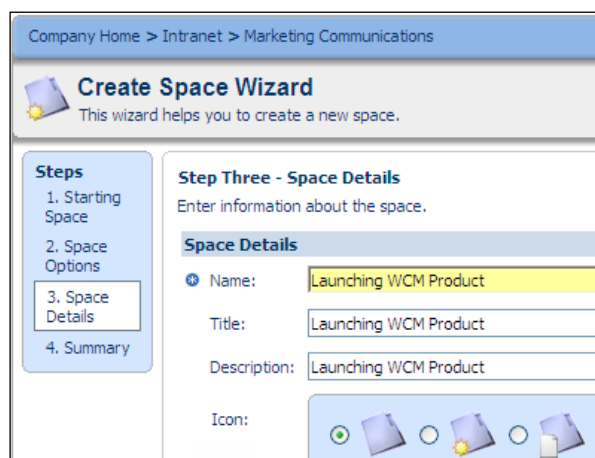 Company Home > Intranet > Marketing Communications
Create Space Wizard
This wizard helps you to create a new space.
Steps
1. Starting
Space
2. Space
Options
3. Space
Details
4. Summary
Step Three - Space Details
Enter information about the space.
Space Details
Name: Launching WCM Product
Title: Launching WCM Product
Description: Launching WCM Product
Icon: